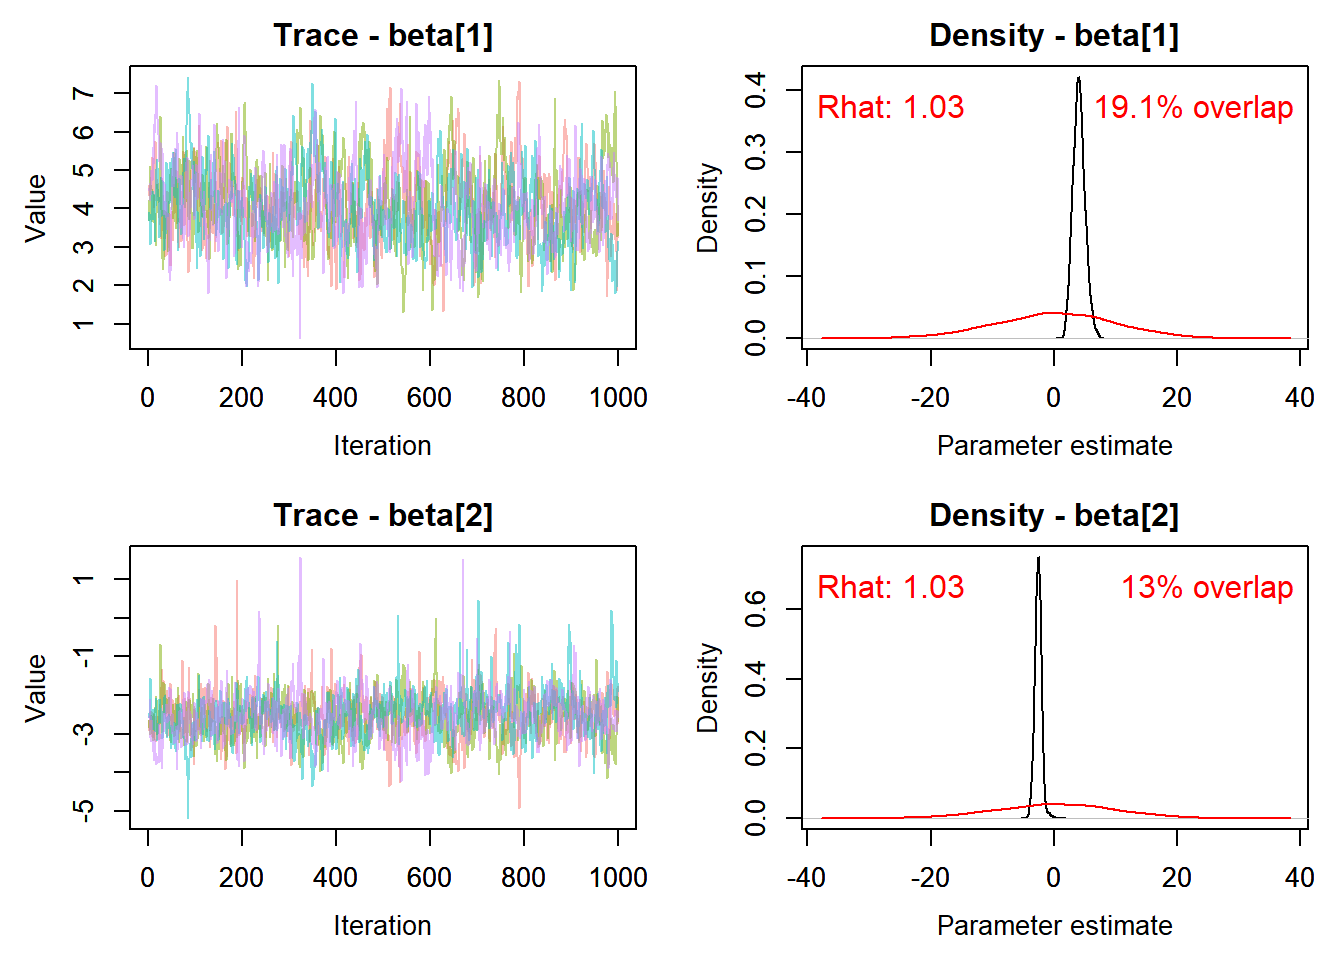 Trace - beta[1]
Value
7
6
5
4
3
2
1
0 200 400 600 800 1000
Iteration
Density - beta[1]
Rhat: 1.03 19.1% overlap
Density
0.4
0.3
0.2
0.1
0.0
-40 -20 0 20 40
Parameter estimate
Trace - beta[2]
Value
1
-1
-3
-5
0 200 400 600 800 1000
Iteration
Density - beta[2]
Rhat: 1.03 13% overlap
Density
0.6
0.4
0.2
0.0
-40 -20 0 20 40
Parameter estimate